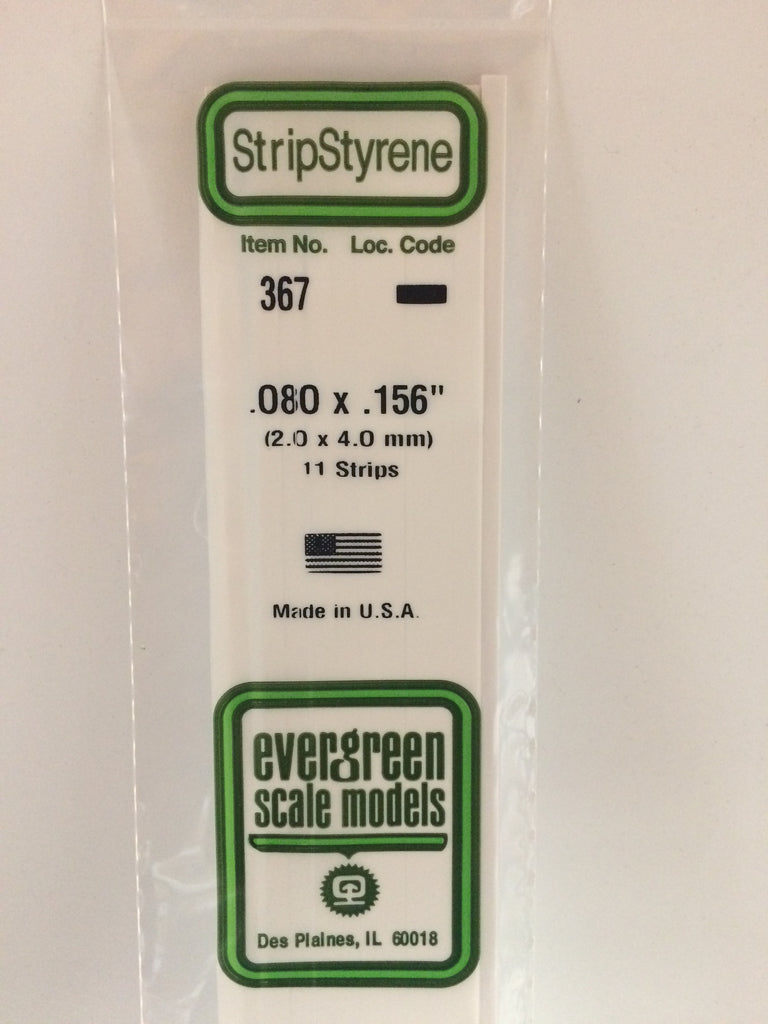 StripStyrene
Item No. Loc. Code
367
.080 x .156"
(2.0 x 4.0 mm)
11 Strips
Made in U.S.A.
evergreen
scale models
Des Plaines, IL 60018